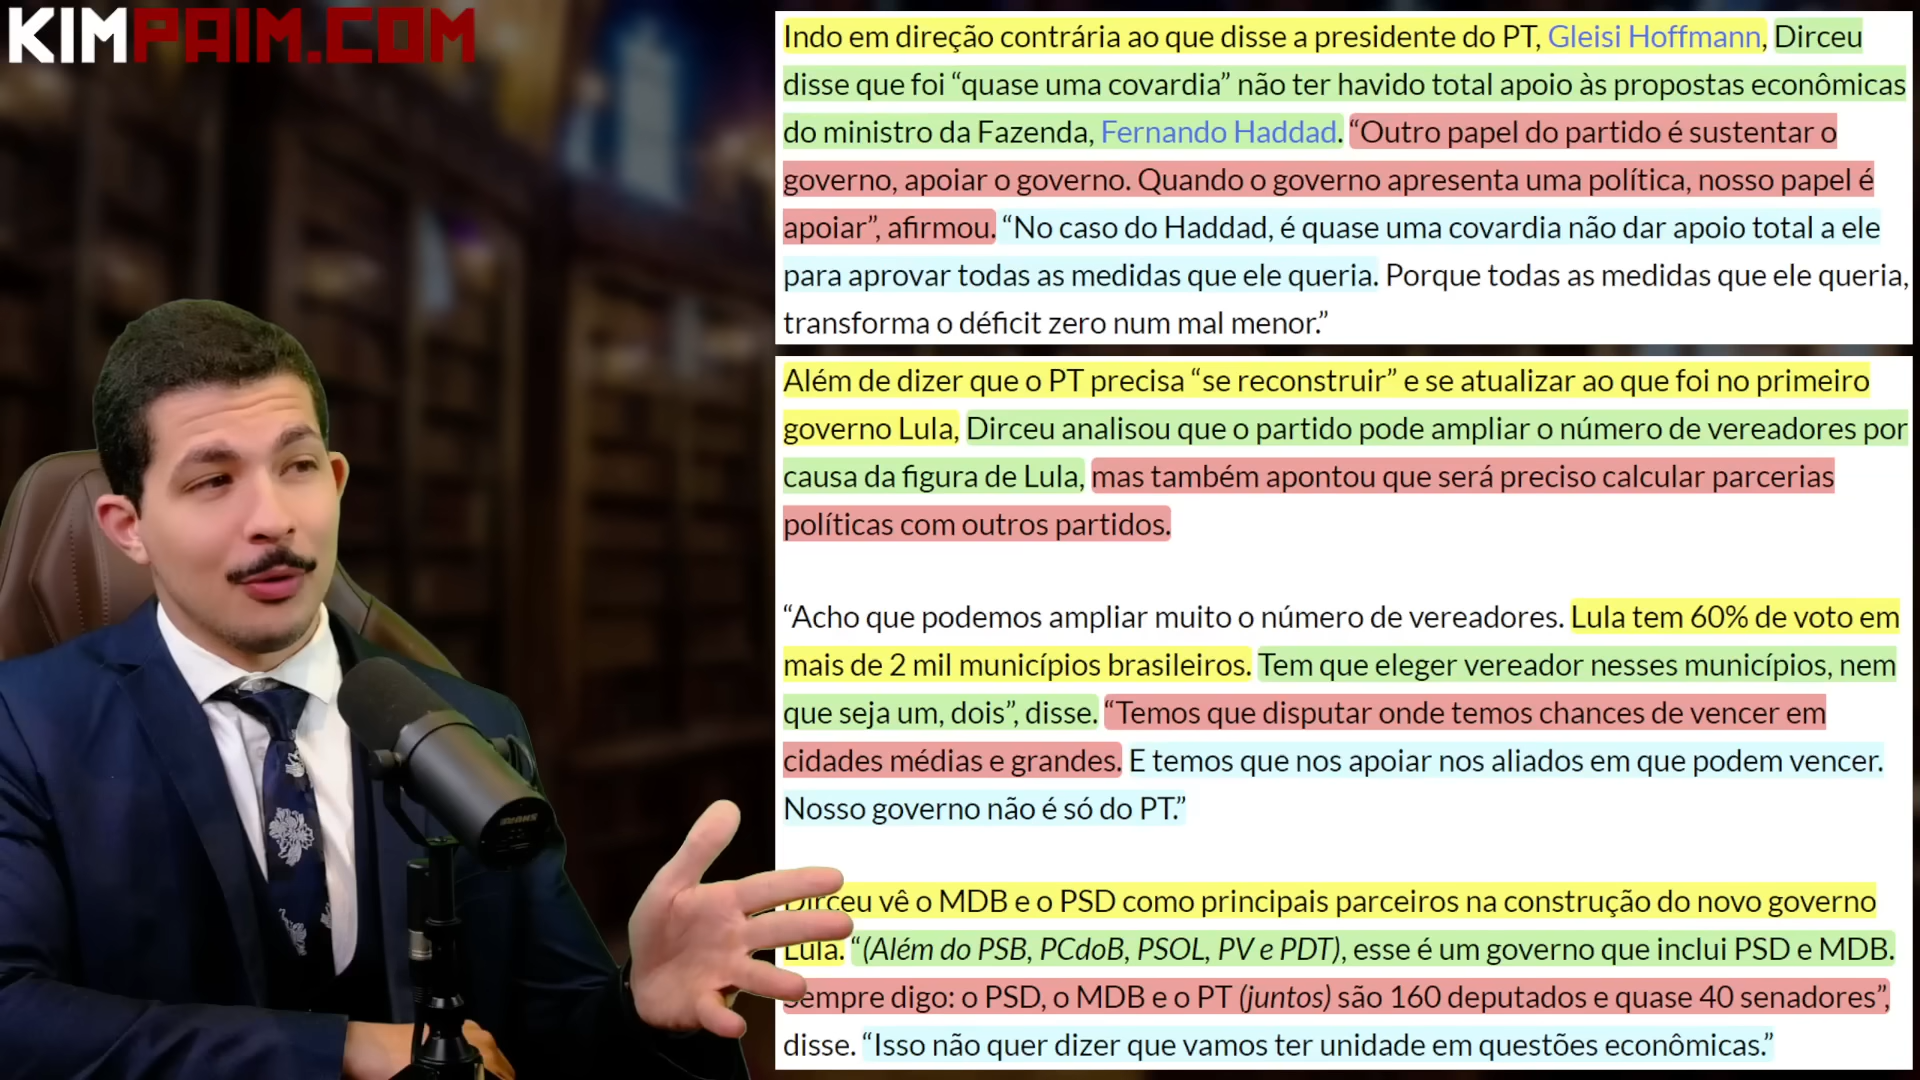 KIMPAIM.COM
Indo em direção contrária ao que disse a presidente do PT, Gleisi Hoffmann, Dirceu
disse que foi “quase uma covardia” não ter havido total apoio às propostas econômicas
do ministro da Fazenda, Fernando Haddad. “Outro papel do partido é sustentar o
governo, apoiar o governo. Quando o governo apresenta uma política, nosso papel é
apoiar”, afirmou. “No caso do Haddad, é quase uma covardia não dar apoio total a ele
para aprovar todas as medidas que ele queria. Porque todas as medidas que ele queria,
transforma o déficit zero num mal menor.”
Além de dizer que o PT precisa “se reconstruir” e se atualizar ao que foi no primeiro
governo Lula, Dirceu analisou que o partido pode ampliar o número de vereadores por
causa da figura de Lula, mas também apontou que será preciso calcular parcerias
políticas com outros partidos.
“Acho que podemos ampliar muito o número de vereadores. Lula tem 60% de voto em
mais de 2 mil municípios brasileiros. Tem que eleger vereador nesses municípios, nem
que seja um, dois”, disse. “Temos que disputar onde temos chances de vencer em
cidades médias e grandes. E temos que nos apoiar nos aliados em que podem vencer.
Nosso governo não é só do PT.”
Dirceu vê o MDB e o PSD como principais parceiros na construção do novo governo
Lula. “(Além do PSB, PCdoB, PSOL, PV e PDT), esse é um governo que inclui PSD e MDB.
Sempre digo: o PSD, o MDB e o PT (juntos) são 160 deputados e quase 40 senadores”,
disse. “Isso não quer dizer que vamos ter unidade em questões econômicas.”
SHURE